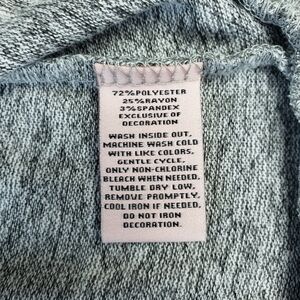 72%POLYESTER
25%RAYON
3%SPANDEX
EXCLUSIVE OF
DECORATION
WASH INSIDE OUT,
MACHINE WASH COLD
WITH LIKE COLORS,
GENTLE CYCLE,
ONLY NON-CHLORINE
BLEACH WHEN NEEDED,
TUMBLE DRY LOW,
REMOVE PROMPTLY,
COOL IRON IF NEEDED,
DO NOT IRON
DECORATION.